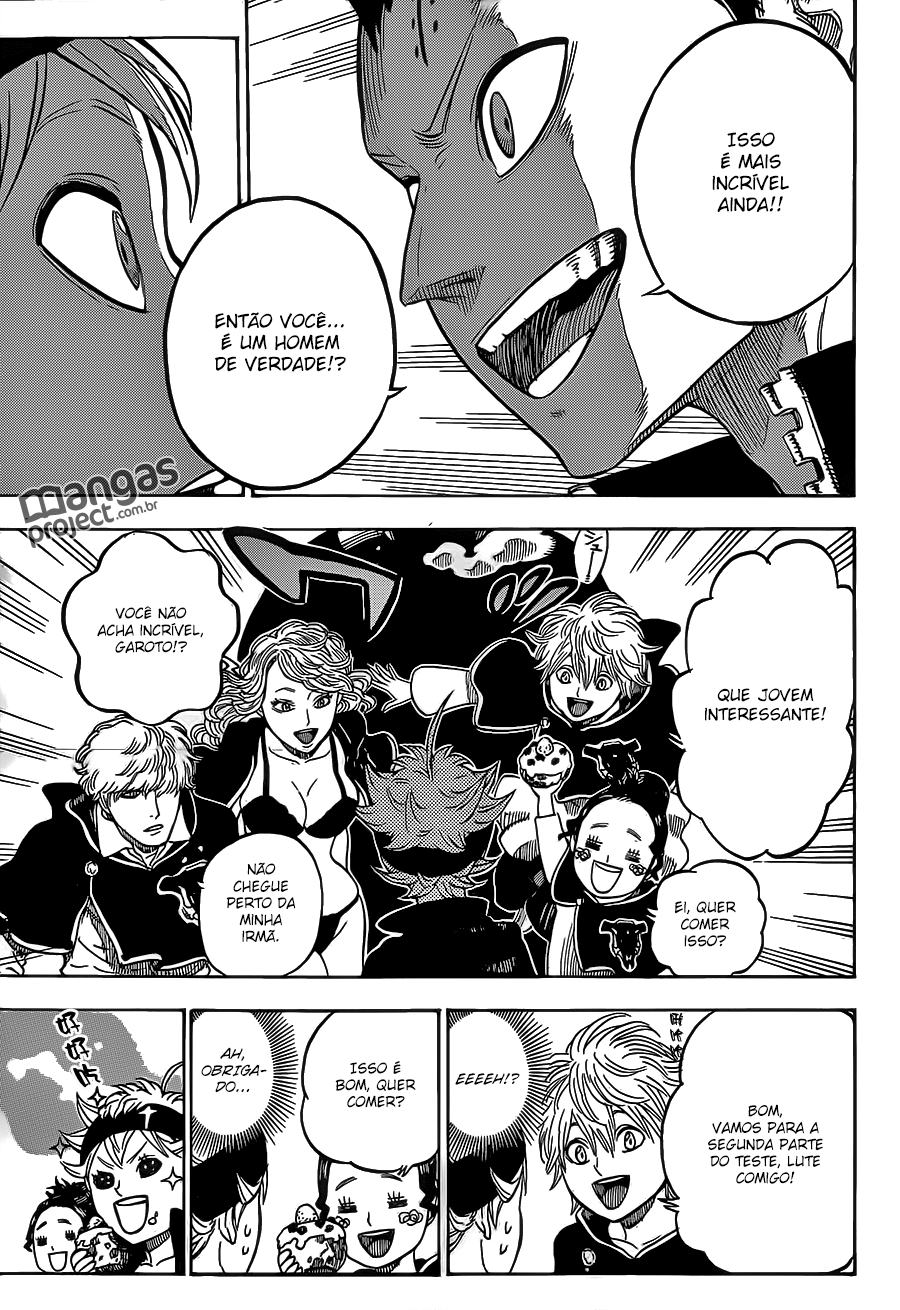 ISSO
É MAIS
INCRÍVEL
AINDA!!
ENTÃO VOCÊ...
É UM HOMEM
DE VERDADE!?
mangas
project.com.br
QUE JOVEM
INTERESSANTE!
VOCÊ NÃO
ACHA INCRÍVEL,
GAROTO!?
EI, QUER
COMER
ISSO?
NÃO
CHEGUE
PERTO DA
MINHA
IRMÃ.
BOM,
VAMOS PARA A
SEGUNDA PARTE
DO TESTE, LUTE
COMIGO!
EEEEH!?
ISSO É
BOM, QUER
COMER?
AH,
OBRIGA-
DO...